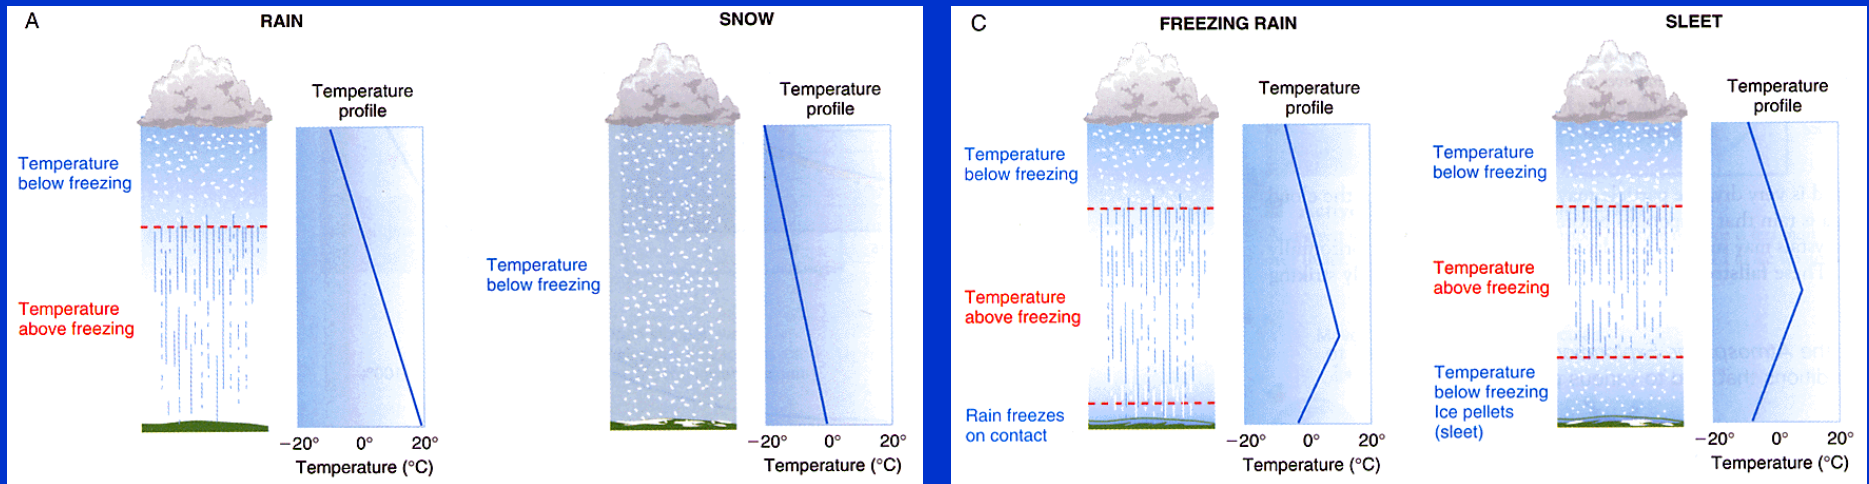 A
RAIN
SNOW
Temperature
profile
Temperature
below freezing
Temperature
above freezing
−20°
0°
20°
Temperature (°C)
Temperature
profile
Temperature
below freezing
−20°
0°
20°
Temperature (°C)
C
FREEZING RAIN
SLEET
Temperature
profile
Temperature
below freezing
Temperature
above freezing
Rain freezes
on contact
−20°
0°
20°
Temperature (°C)
Temperature
profile
Temperature
below freezing
Temperature
above freezing
Temperature
below freezing
Ice pellets
(sleet)
−20°
0°
20°
Temperature (°C)